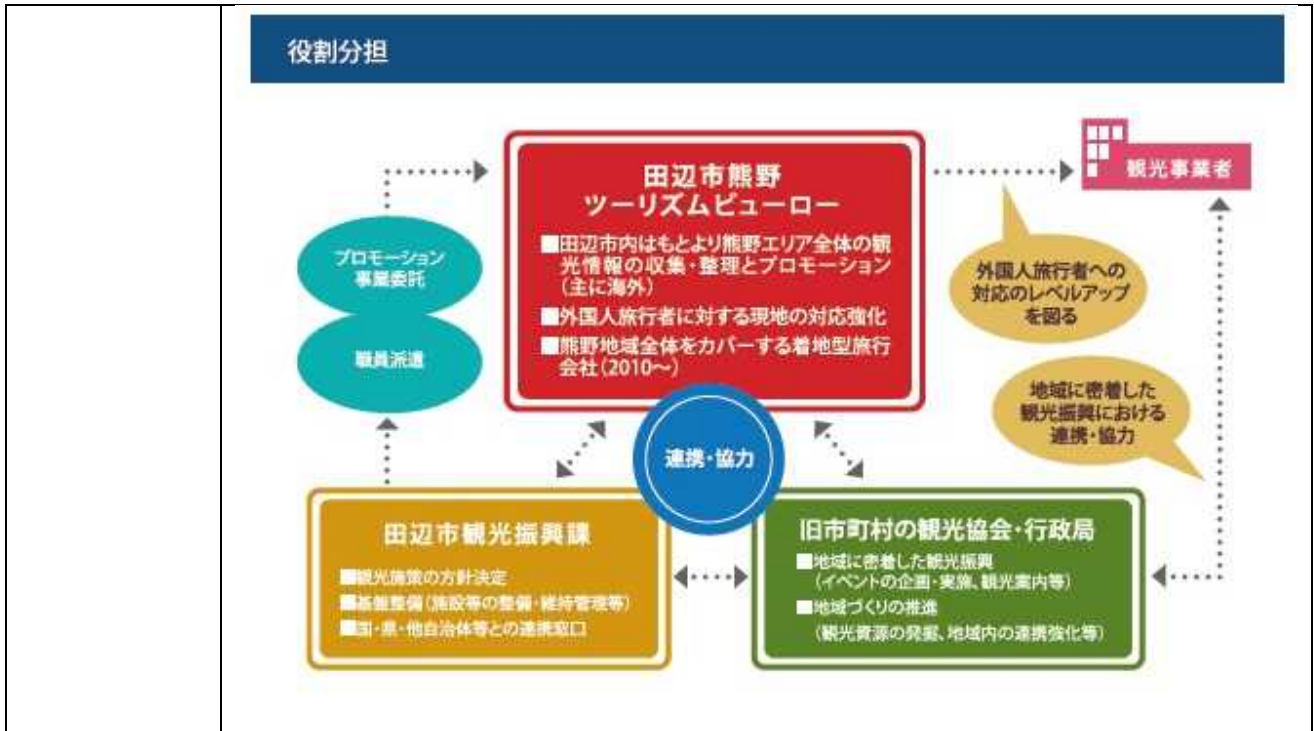 役割分担
田辺市熊野
ツーリズムビューロー
■田辺市内はもとより熊野エリア全体の観
光情報の収集・整理とプロモーション
(主に海外)
■外国人旅行者に対する現地の対応強化
■熊野地域全体をカバーする着地型旅行
会社(2010~)
観光事業者
プロモーション
事業委託
職員派遣
外国人旅行者への
対応のレベルアップ
を図る
地域に密着した
観光振興における
連携・協力
連携・協力
田辺市観光振興課
■観光施策の方針決定
■基盤整備(施設等の整備・維持管理等)
■国・県・他自治体等との連携窓口
旧市町村の観光協会・行政局
■地域に密着した観光振興
(イベントの企画・実施、観光案内等)
■地域づくりの推進
(観光資源の発掘、地域内の連携強化等)